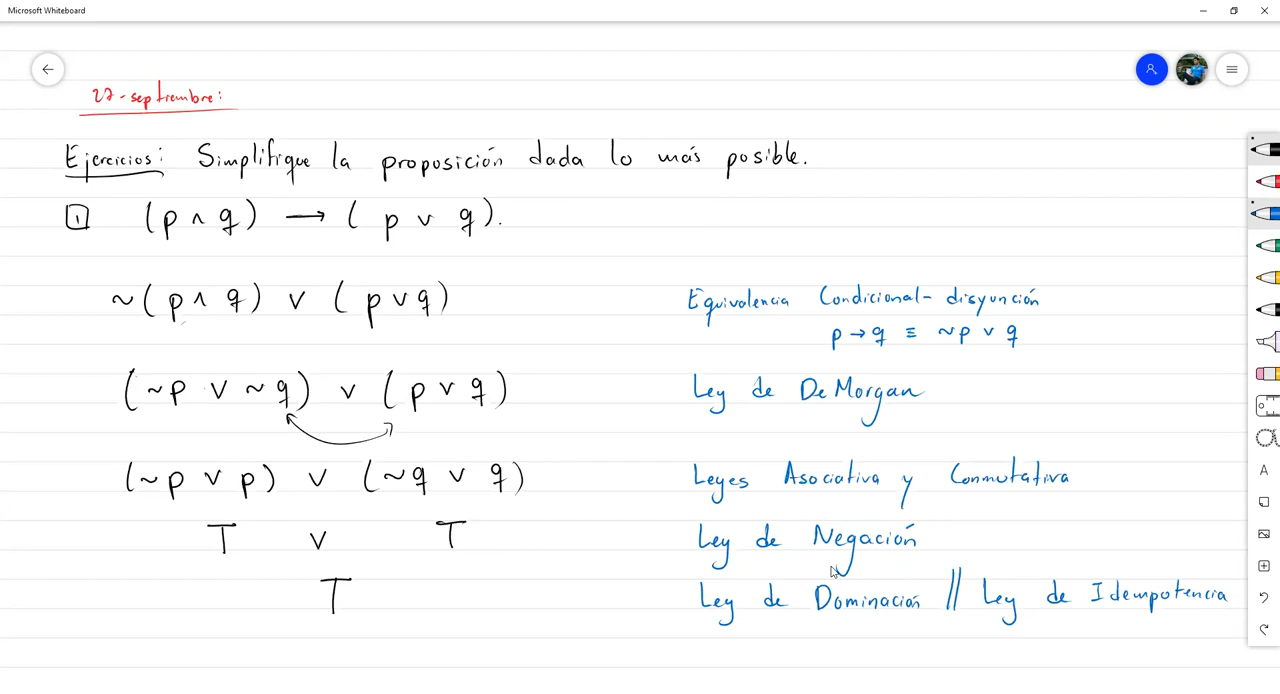 Microsoft Whiteboard
27-septiembre:
Ejercicios: Simplifique la proposición dada lo más posible.
1 (p ∧ q) → ( p ∨ q).
~( p ∧ q) ∨ ( p ∨ q) Equivalencia Condicional-disyunción
p → q ≡ ~p ∨ q
(~p ∨ ~q) ∨ (p ∨ q) Ley de DeMorgan
(~p ∨ p) ∨ (~q ∨ q) Leyes Asociativa y Conmutativa
T ∨ T Ley de Negación
T Ley de Dominación // Ley de Idempotencia